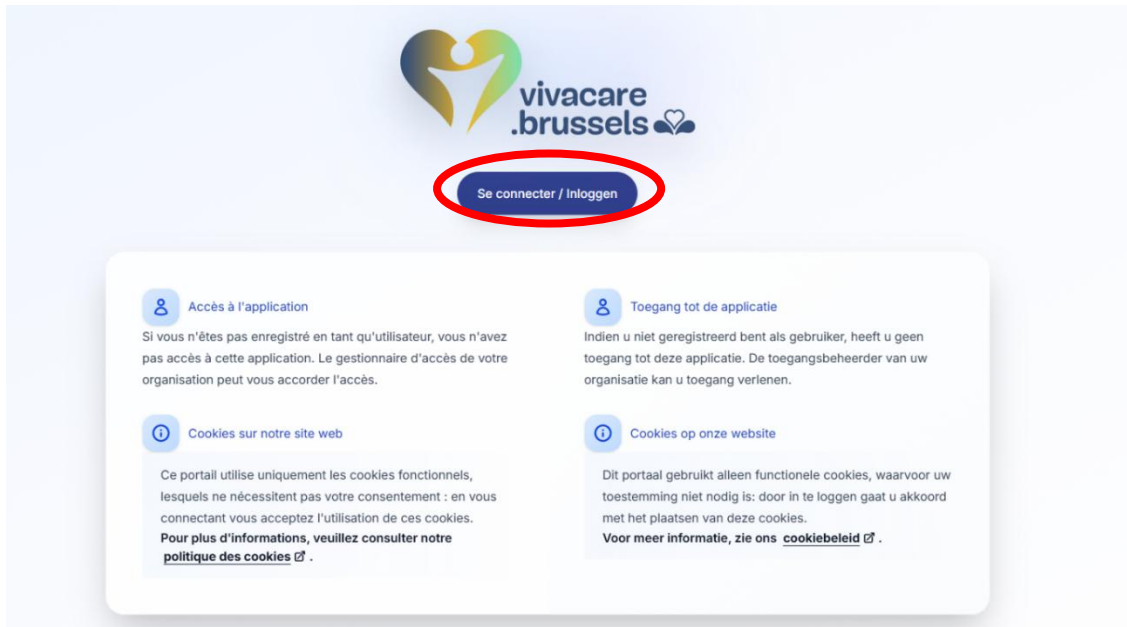 vivacare
.brussels
Se connecter / Inloggen
Accès à l'application
Si vous n'êtes pas enregistré en tant qu'utilisateur, vous n'avez
pas accès à cette application. Le gestionnaire d'accès de votre
organisation peut vous accorder l'accès.
Cookies sur notre site web
Ce portail utilise uniquement les cookies fonctionnels,
lesquels ne nécessitent pas votre consentement : en vous
connectant vous acceptez l'utilisation de ces cookies.
Pour plus d'informations, veuillez consulter notre
politique des cookies .
Toegang tot de applicatie
Indien u niet geregistreerd bent als gebruiker, heeft u geen
toegang tot deze applicatie. De toegangsbeheerder van uw
organisatie kan u toegang verlenen.
Cookies op onze website
Dit portaal gebruikt alleen functionele cookies, waarvoor uw
toestemming niet nodig is: door in te loggen gaat u akkoord
met het plaatsen van deze cookies.
Voor meer informatie, zie ons cookiebeleid .